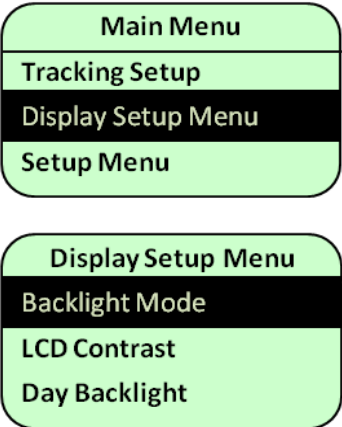 Main Menu
Tracking Setup
Display Setup Menu
Setup Menu
Display Setup Menu
Backlight Mode
LCD Contrast
Day Backlight